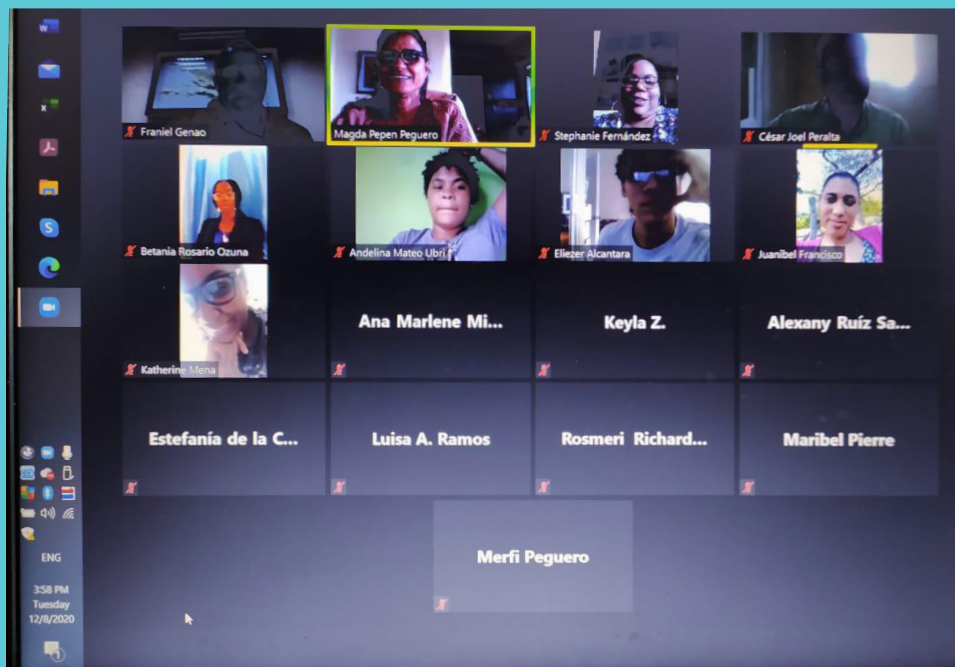 Franiel Genao
Magda Pepen Peguero
Stephanie Fernández
César Joel Peralta
Betania Rosario Ozuna
Andelina Mateo Ubri
Eliezer Alcantara
Juanibel Francisco
Katherine Mena
Ana Marlene Mi...
Keyla Z.
Alexany Ruíz Sa...
Estefanía de la C...
Luisa A. Ramos
Rosmeri Richard...
Maribel Pierre
Merfi Peguero
ENG
3:58 PM
Tuesday
12/8/2020